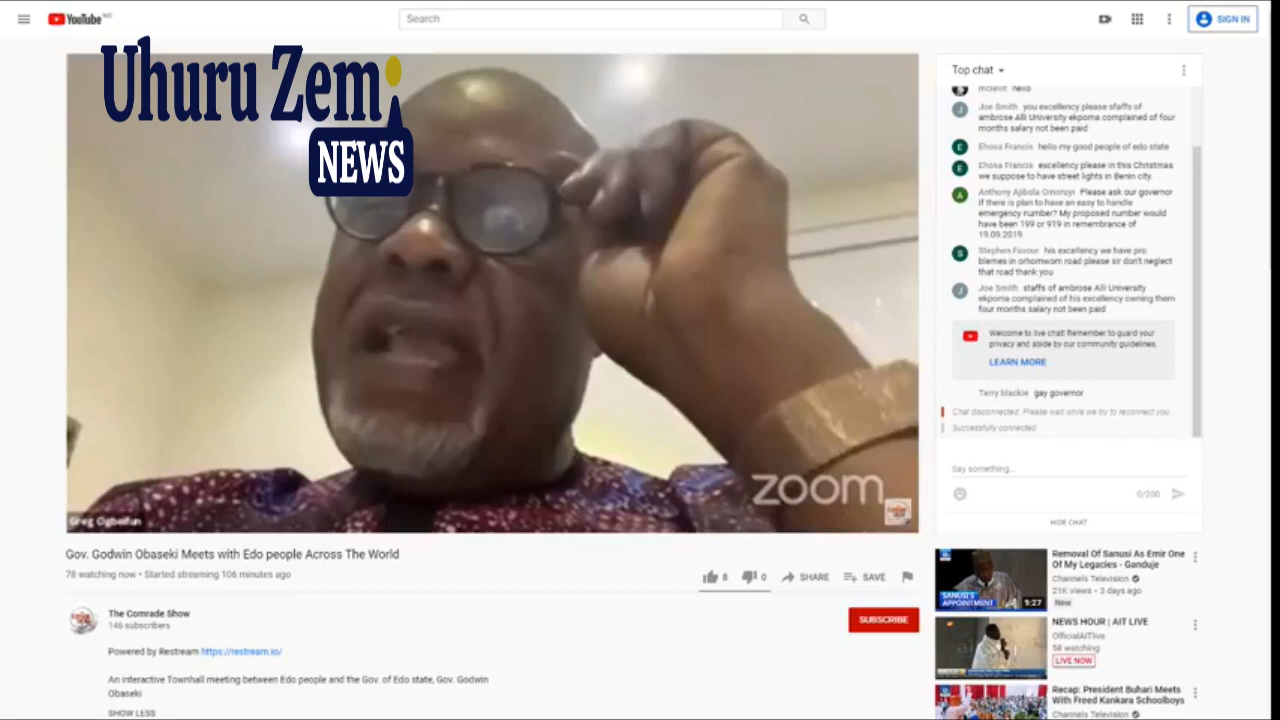 YouTube NG
Search
SIGN IN
Uhuru Zemi
NEWS
zoom
Greg Ogbeifun
Gov. Godwin Obaseki Meets with Edo people Across The World
78 watching now • Started streaming 106 minutes ago
8
0
SHARE
SAVE
The Comrade Show
146 subscribers
SUBSCRIBE
Powered by Restream https://restream.io/
An interactive Townhall meeting between Edo people and the Gov. of Edo state, Gov. Godwin
Obaseki
SHOW LESS
Top chat
Joe Smith you excellency please sfaffs of
ambrose Alli University ekpoma complained of four
months salary not been paid
Ehosa Francis hello my good people of edo state
Ehosa Francis excellency please in this Christmas
we suppose to have street lights in Benin city.
Anthony Ajibola Omoruyi Please ask our governor
if there is plan to have an easy to handle
emergency number? My proposed number would
have been 199 or 919 in remembrance of
19.09.2019.
Stephen Favour his excellency we have pro
blemes in orhomwom road please sir don't neglect
that road thank you
Joe Smith staffs of ambrose Alli University
ekpoma complained of his excellency owning them
four months salary not been paid
Welcome to live chat! Remember to guard your
privacy and abide by our community guidelines.
LEARN MORE
Terry blackie gay governor
Chat disconnected. Please wait while we try to reconnect you.
Successfully connected.
Say something...
0/200
HIDE CHAT
SANUSI'S
APPOINTMENT
9:27
Removal Of Sanusi As Emir One
Of My Legacies - Ganduje
Channels Television
21K views • 3 days ago
New
NEWS HOUR | AIT LIVE
OfficialAITlive
58 watching
LIVE NOW
Recap: President Buhari Meets
With Freed Kankara Schoolboys
Channels Television